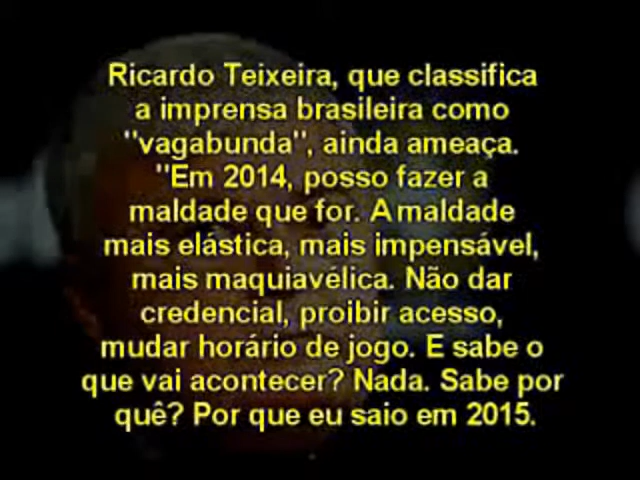 Ricardo Teixeira, que classifica
a imprensa brasileira como
"vagabunda", ainda ameaça.
"Em 2014, posso fazer a
maldade que for. A maldade
mais elástica, mais impensável,
mais maquiavélica. Não dar
credencial, proibir acesso,
mudar horário de jogo. E sabe o
que vai acontecer? Nada. Sabe por
quê? Por que eu saio em 2015.